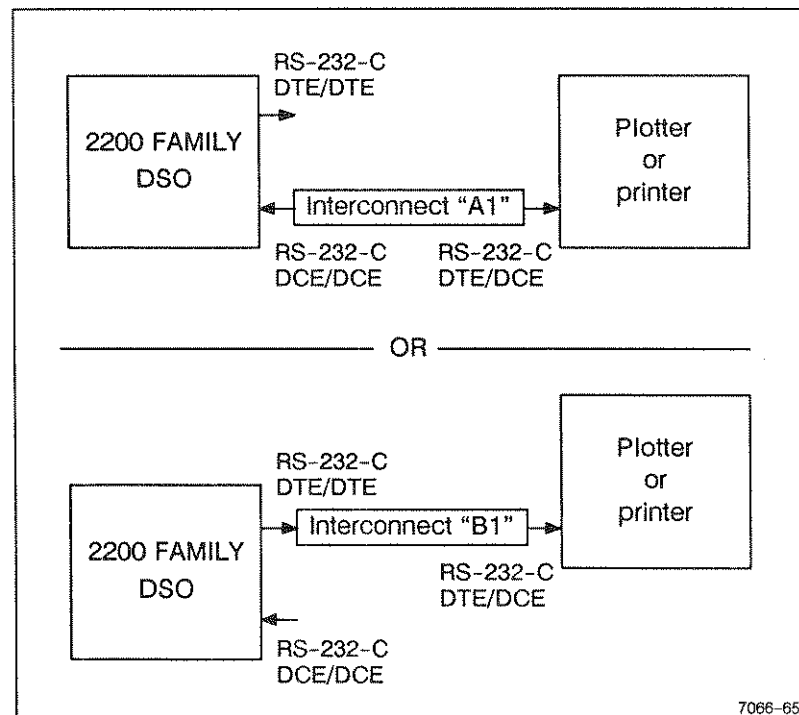 RS-232-C
DTE/DTE
2200 FAMILY
DSO
Plotter
or
printer
Interconnect “A1”
RS-232-C
DCE/DCE
RS-232-C
DTE/DCE
OR
RS-232-C
DTE/DTE
2200 FAMILY
DSO
Interconnect “B1”
Plotter
or
printer
RS-232-C
DTE/DCE
RS-232-C
DCE/DCE
7066-65